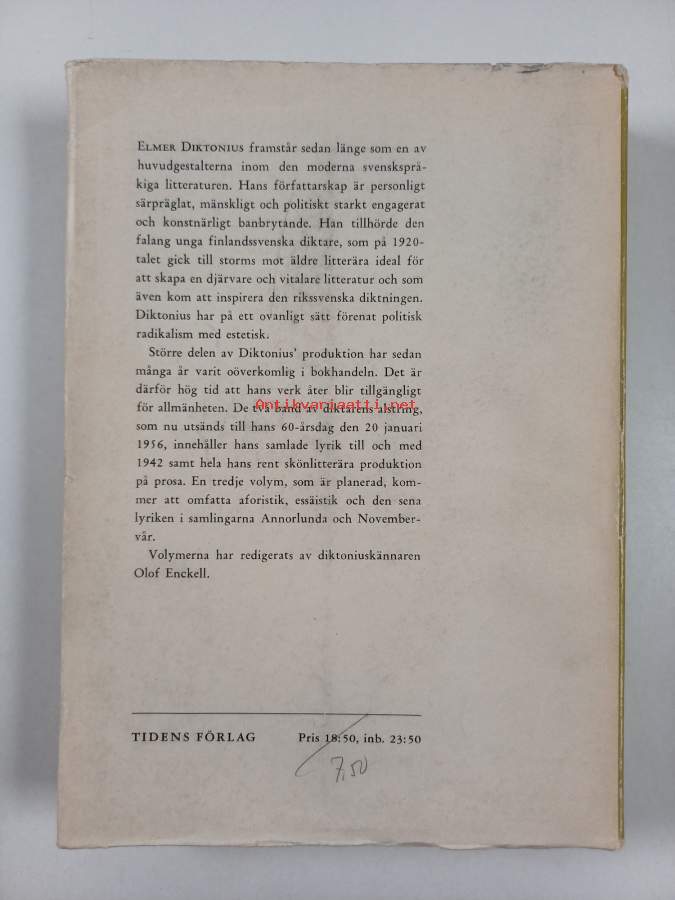 ELMER DIKTONIUS framstår sedan länge som en av
huvudgestalterna inom den moderna svensksprå-
kiga litteraturen. Hans författarskap är personligt
särpräglat, mänskligt och politiskt starkt engagerat
och konstnärligt banbrytande. Han tillhörde den
falang unga finlandssvenska diktare, som på 1920-
talet gick till storms mot äldre litterära ideal för
att skapa en djärvare och vitalare litteratur och som
även kom att inspirera den rikssvenska diktningen.
Diktonius har på ett ovanligt sätt förenat politisk
radikalism med estetisk.
Större delen av Diktonius' produktion har sedan
många år varit oöverkomlig i bokhandeln. Det är
därför hög tid att hans verk åter blir tillgängligt
Antikvariaatti.net
för allmänheten. De två band av diktarens alstring,
som nu utsänds till hans 60-årsdag den 20 januari
1956, innehåller hans samlade lyrik till och med
1942 samt hela hans rent skönlitterära produktion
på prosa. En tredje volym, som är planerad, kom-
mer att omfatta aforistik, essäistik och den sena
lyriken i samlingarna Annorlunda och November-
vår.
Volymerna har redigerats av diktoniuskännaren
Olof Enckell.
TIDENS FÖRLAG Pris 18:50, inb. 23:50
7,50